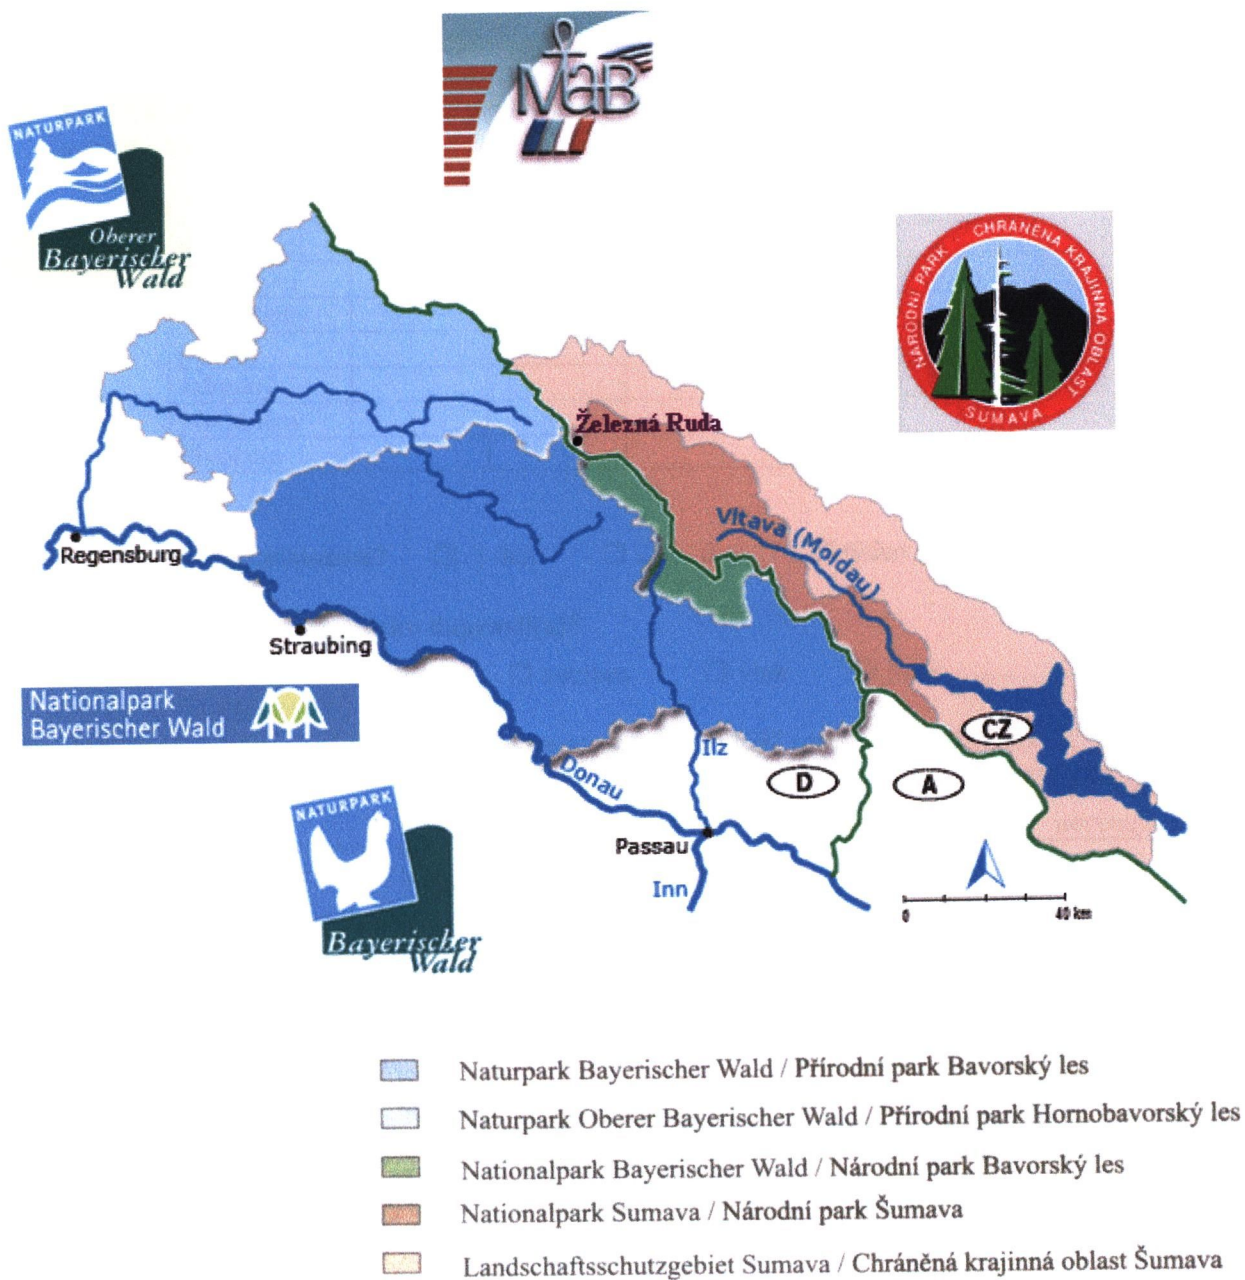 MaB
NATURPARK
Oberer
Bayerischer
Wald
NÁRODNÍ PARK - CHRÁNĚNÁ KRAJINNÁ OBLAST
ŠUMAVA
Železná Ruda
Vltava (Moldau)
Regensburg
Straubing
Nationalpark
Bayerischer Wald
CZ
Ilz
D
A
Donau
Passau
Inn
0 40 km
NATURPARK
Bayerischer
Wald
Naturpark Bayerischer Wald / Přírodní park Bavorský les
Naturpark Oberer Bayerischer Wald / Přírodní park Hornobavorský les
Nationalpark Bayerischer Wald / Národní park Bavorský les
Nationalpark Sumava / Národní park Šumava
Landschaftsschutzgebiet Sumava / Chráněná krajinná oblast Šumava